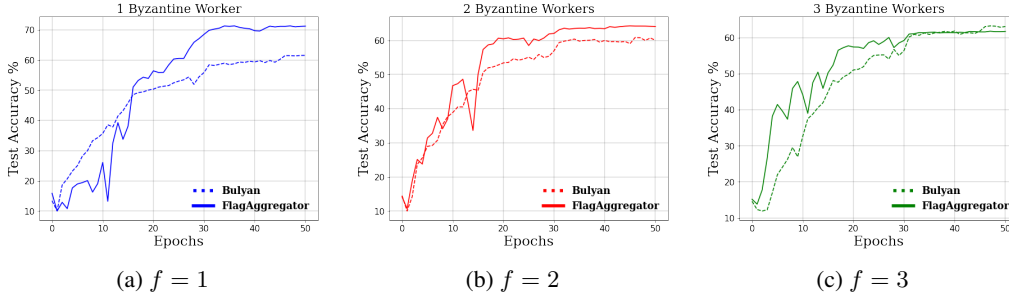 1 Byzantine Worker
Test Accuracy %
70
60
50
40
30
20
10
0
10
20
30
40
50
Epochs
Bulyan
FlagAggregator
(a) f = 1
2 Byzantine Workers
Test Accuracy %
60
50
40
30
20
10
0
10
20
30
40
50
Epochs
Bulyan
FlagAggregator
(b) f = 2
3 Byzantine Workers
Test Accuracy %
60
50
40
30
20
10
0
10
20
30
40
50
Epochs
Bulyan
FlagAggregator
(c) f = 3